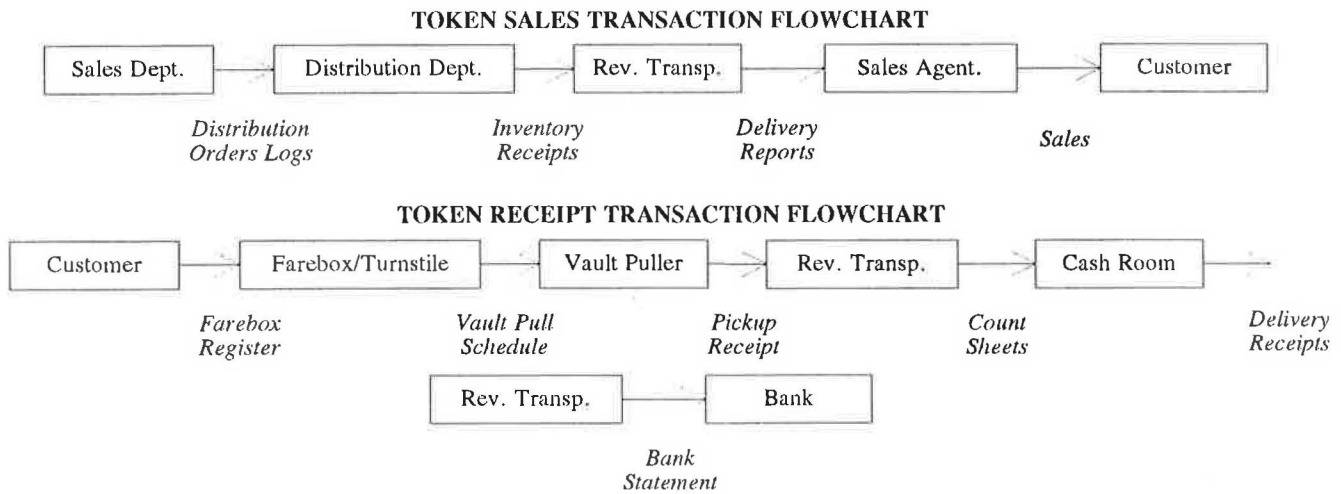 TOKEN SALES TRANSACTION FLOWCHART
Sales Dept. Distribution Dept. Rev. Transp. Sales Agent. Customer
Distribution Inventory Delivery Sales
Orders Logs Receipts Reports
TOKEN RECEIPT TRANSACTION FLOWCHART
Customer Farebox/Turnstile Vault Puller Rev. Transp. Cash Room
Farebox Vault Pull Pickup Count Delivery
Register Schedule Receipt Sheets Receipts
Rev. Transp. Bank
Bank
Statement